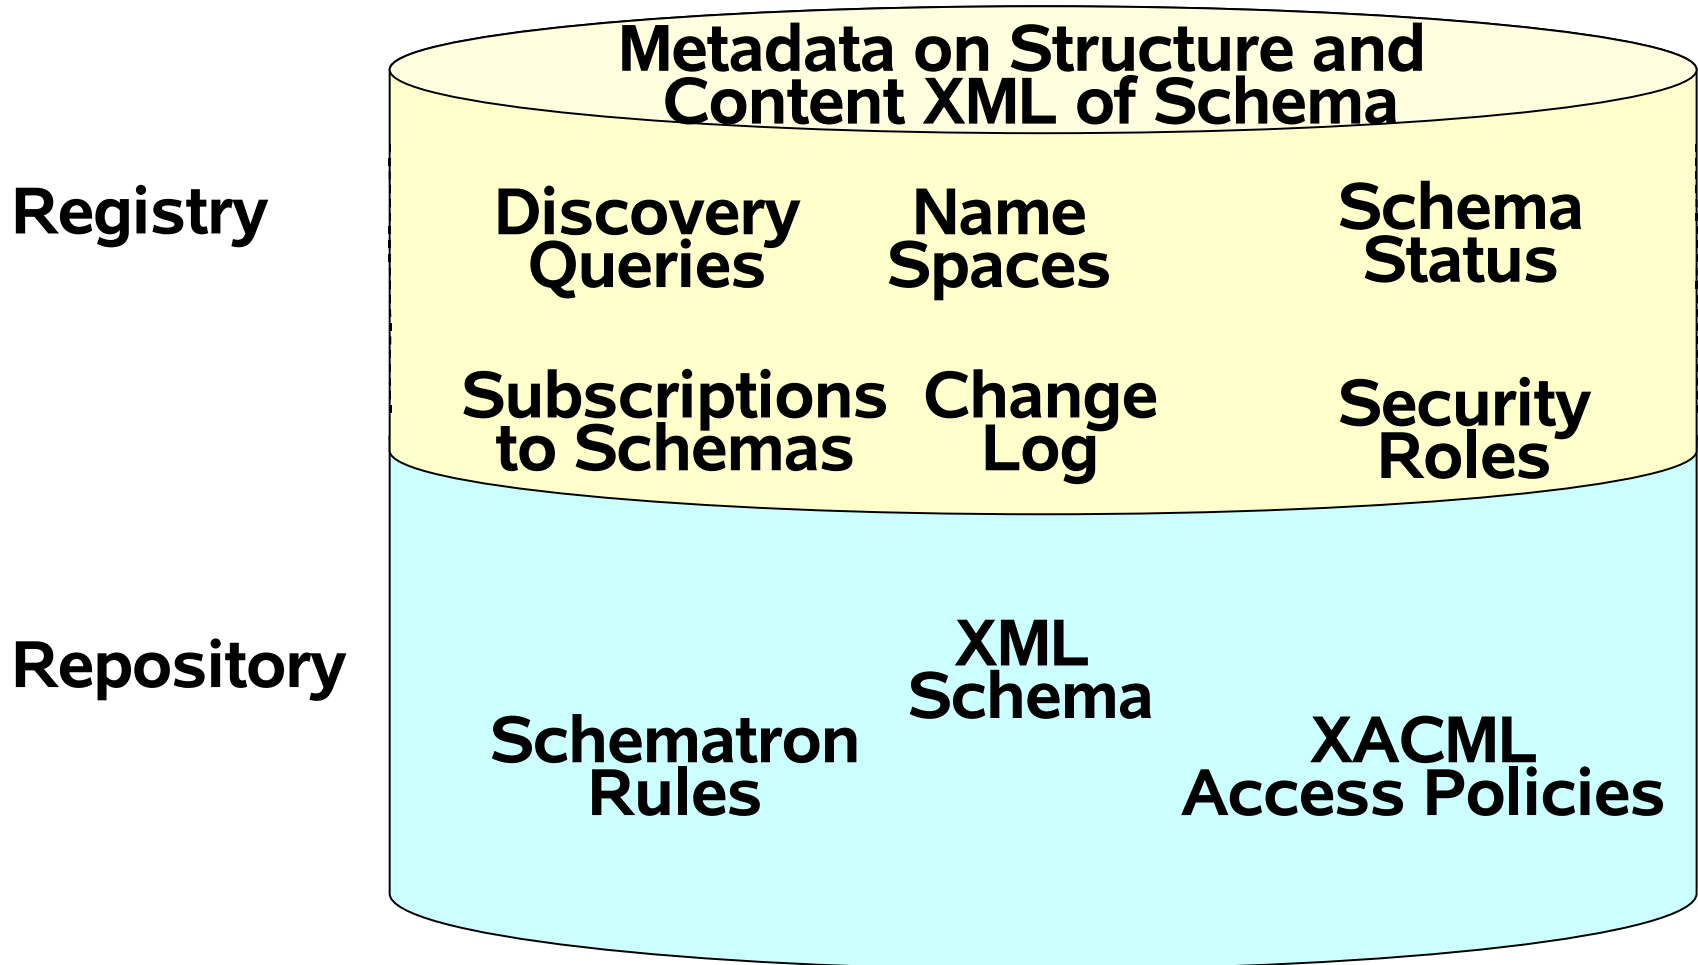 Metadata on Structure and
Content XML of Schema
Registry
Discovery
Queries
Name
Spaces
Schema
Status
Subscriptions
to Schemas
Change
Log
Security
Roles
Repository
XML
Schema
Schematron
Rules
XACML
Access Policies